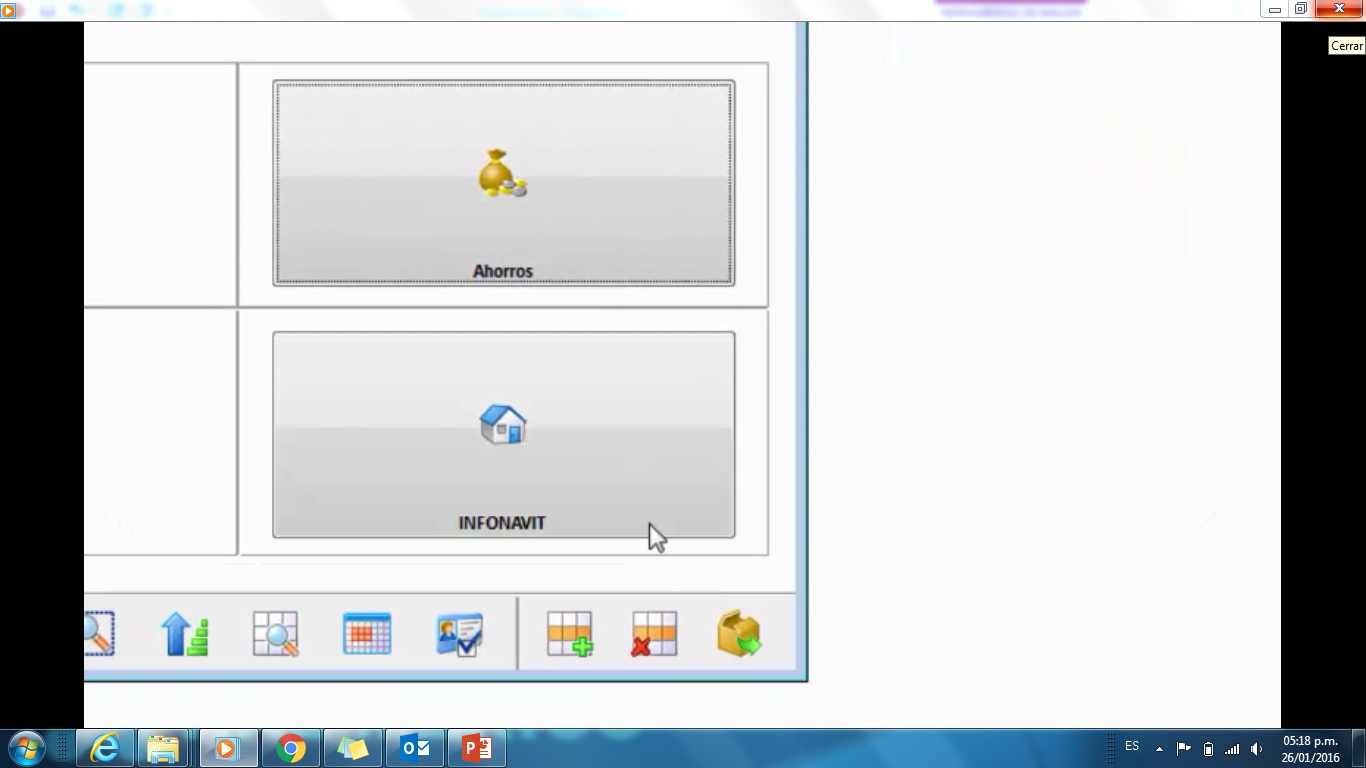 Cerrar
Ahorros
INFONAVIT
ES
05:18 p.m.
26/01/2016